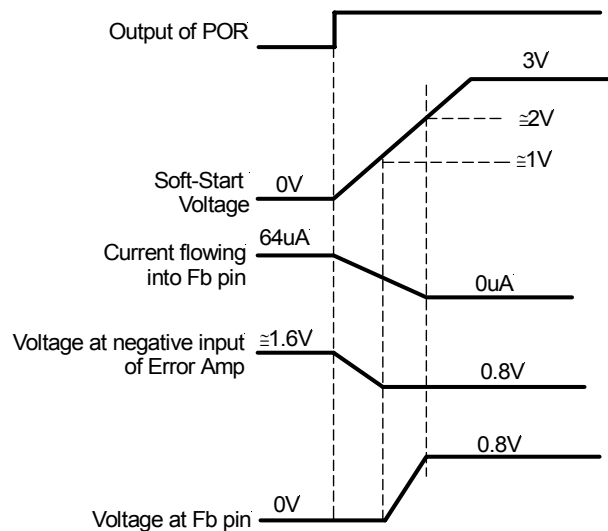 Output of POR
3V
≅2V
≅1V
Soft-Start
Voltage
0V
64uA
Current flowing
into Fb pin
0uA
Voltage at negative input
of Error Amp
≅1.6V
0.8V
0.8V
Voltage at Fb pin
0V